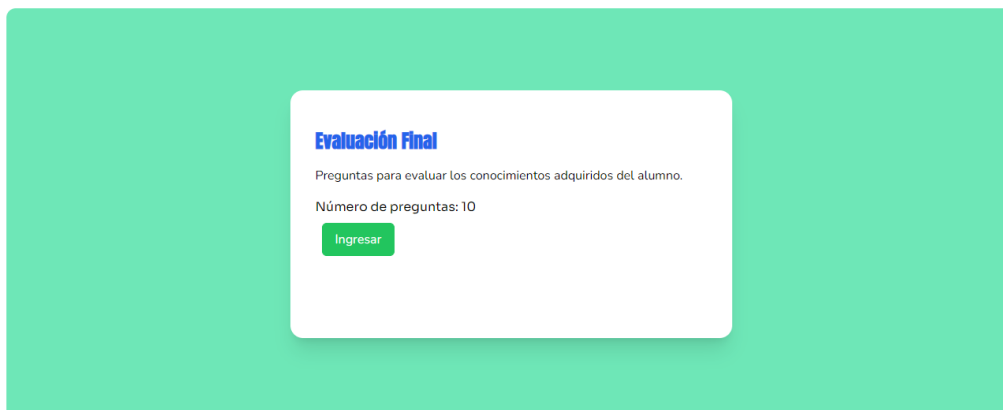 Evaluación Final
Preguntas para evaluar los conocimientos adquiridos del alumno.
Número de preguntas: 10
Ingresar